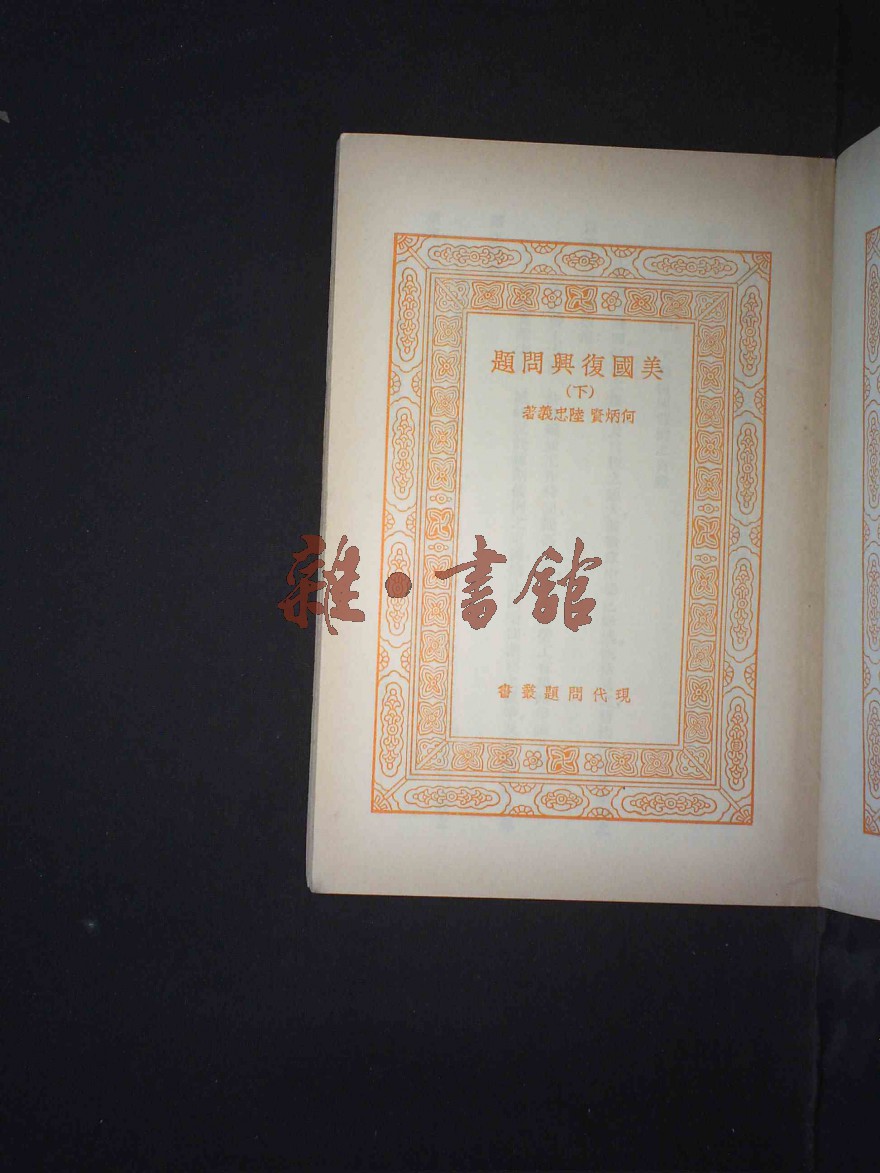 美國復興問題
(下)
何炳賢 陸忠義著
雜·書館
現代問題叢書